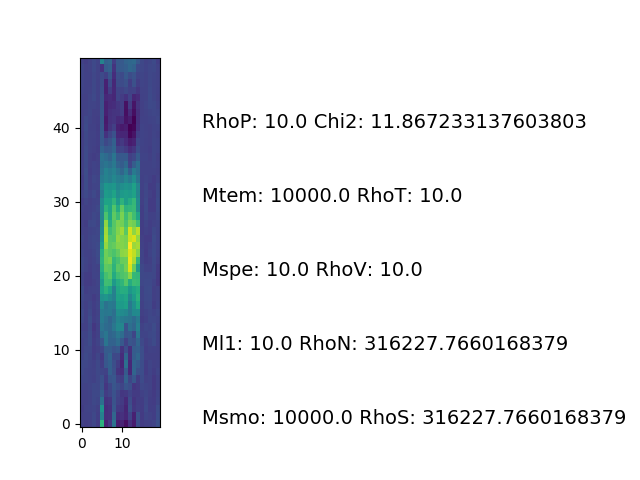 RhoP: 10.0 Chi2: 11.867233137603803
40
Mtem: 10000.0 RhoT: 10.0
30
Mspe: 10.0 RhoV: 10.0
20
Ml1: 10.0 RhoN: 316227.7660168379
10
Msmo: 10000.0 RhoS: 316227.7660168379
0
0 10